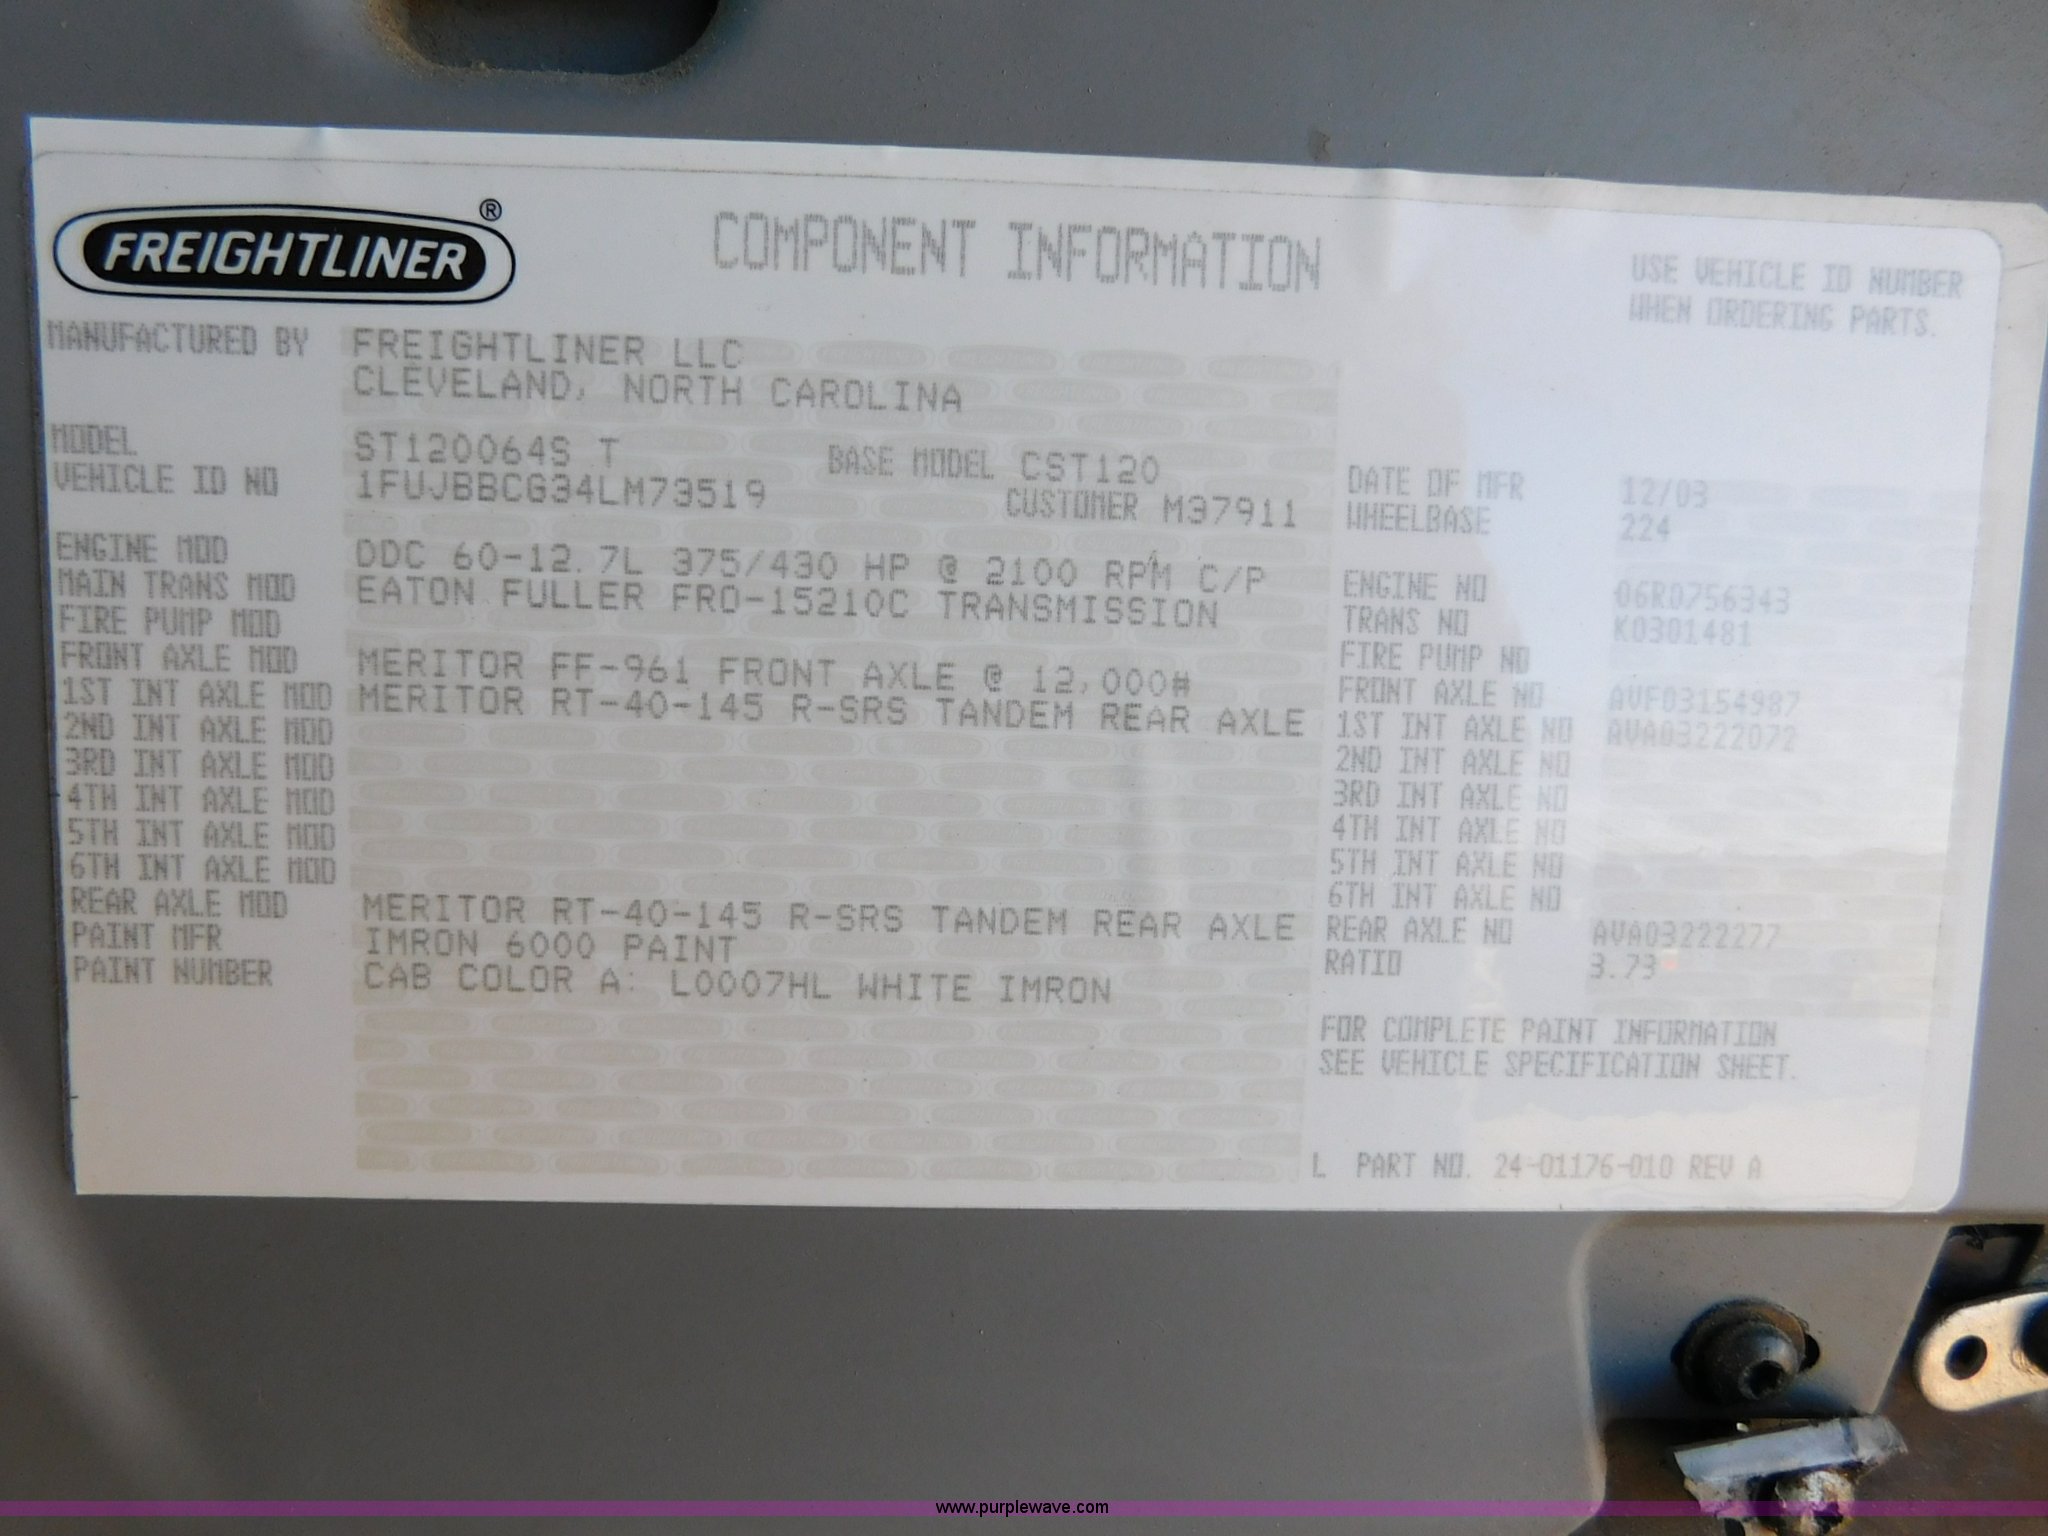 FREIGHTLINER®
COMPONENT INFORMATION
USE VEHICLE ID NUMBER
WHEN ORDERING PARTS.
MANUFACTURED BY FREIGHTLINER LLC
CLEVELAND, NORTH CAROLINA
MODEL ST120064S T BASE MODEL CST120
VEHICLE ID NO 1FUJBBCG34LM73519 CUSTOMER M37911
DATE OF MFR 12/03
WHEELBASE 224
ENGINE MOD DDC 60-12.7L 375/430 HP @ 2100 RPM C/P
MAIN TRANS MOD EATON FULLER FRO-15210C TRANSMISSION
FIRE PUMP MOD
FRONT AXLE MOD MERITOR FF-961 FRONT AXLE @ 12,000#
1ST INT AXLE MOD MERITOR RT-40-145 R-SRS TANDEM REAR AXLE
2ND INT AXLE MOD
3RD INT AXLE MOD
4TH INT AXLE MOD
5TH INT AXLE MOD
6TH INT AXLE MOD
REAR AXLE MOD MERITOR RT-40-145 R-SRS TANDEM REAR AXLE
PAINT MFR IMRON 6000 PAINT
PAINT NUMBER CAB COLOR A: L0007HL WHITE IMRON
ENGINE NO 06R0756343
TRANS NO K0301481
FIRE PUMP NO
FRONT AXLE NO AVF03154987
1ST INT AXLE NO AVA03222072
2ND INT AXLE NO
3RD INT AXLE NO
4TH INT AXLE NO
5TH INT AXLE NO
6TH INT AXLE NO
REAR AXLE NO AVA03222277
RATIO 3.73
FOR COMPLETE PAINT INFORMATION
SEE VEHICLE SPECIFICATION SHEET.
L PART NO. 24-01176-010 REV A
www.purplewave.com